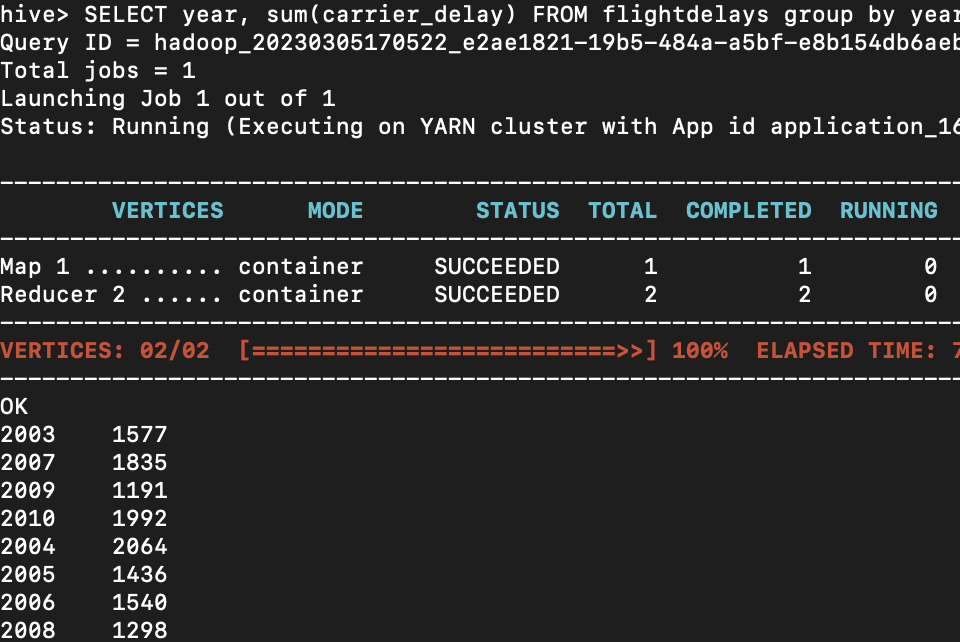 hive> SELECT year, sum(carrier_delay) FROM flightdelays group by year
Query ID = hadoop_20230305170522_e2ae1821-19b5-484a-a5bf-e8b154db6aeb
Total jobs = 1
Launching Job 1 out of 1
Status: Running (Executing on YARN cluster with App id application_16
----------------------------------------------------------------------
VERTICES MODE STATUS TOTAL COMPLETED RUNNING
----------------------------------------------------------------------
Map 1 .......... container SUCCEEDED 1 1 0
Reducer 2 ...... container SUCCEEDED 2 2 0
----------------------------------------------------------------------
VERTICES: 02/02 [==========================>>] 100% ELAPSED TIME: 7
----------------------------------------------------------------------
OK
2003 1577
2007 1835
2009 1191
2010 1992
2004 2064
2005 1436
2006 1540
2008 1298